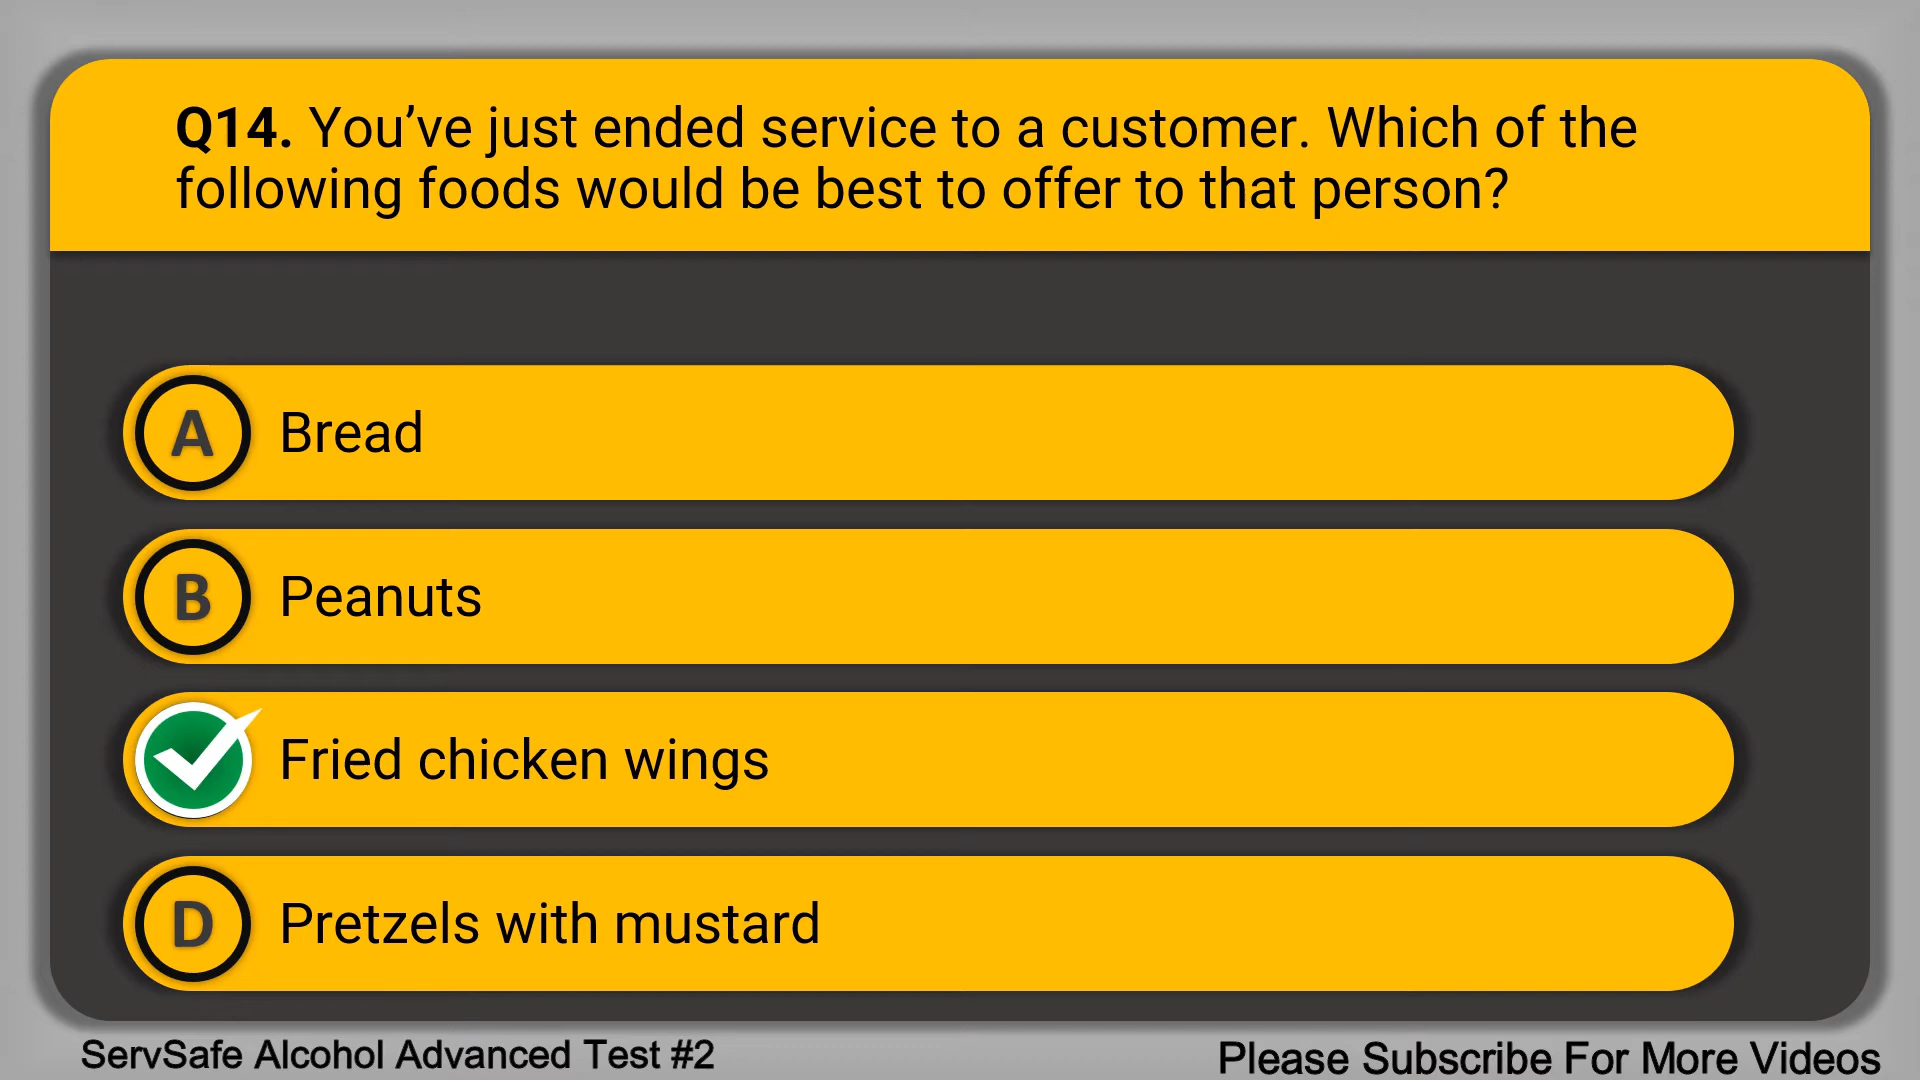 Q14. You’ve just ended service to a customer. Which of the
following foods would be best to offer to that person?
A Bread
B Peanuts
Fried chicken wings
D Pretzels with mustard
ServSafe Alcohol Advanced Test #2
Please Subscribe For More Videos